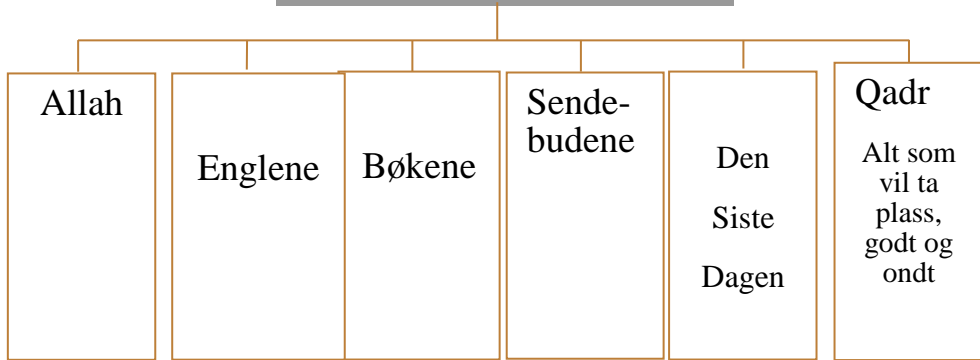 Allah
Englene
Bøkene
Sende-
budene
Den
Siste
Dagen
Qadr
Alt som
vil ta
plass,
godt og
ondt